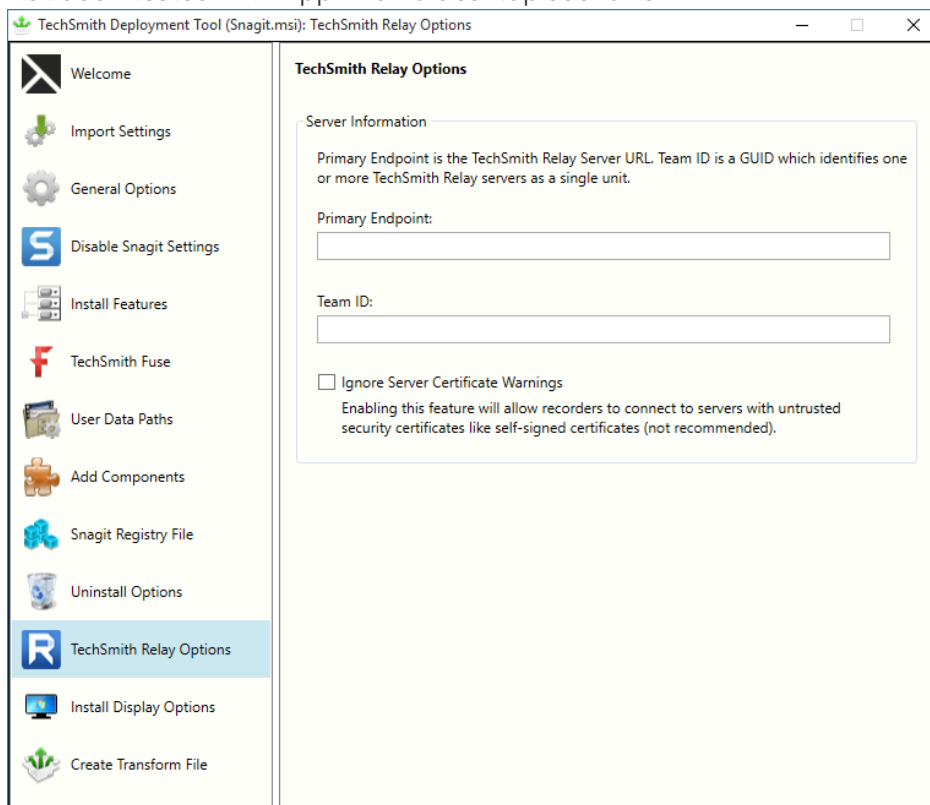 TechSmith Deployment Tool (Snagit.msi): TechSmith Relay Options
Welcome
Import Settings
General Options
Disable Snagit Settings
Install Features
TechSmith Fuse
User Data Paths
Add Components
Snagit Registry File
Uninstall Options
TechSmith Relay Options
Install Display Options
Create Transform File
TechSmith Relay Options
Server Information
Primary Endpoint is the TechSmith Relay Server URL. Team ID is a GUID which identifies one
or more TechSmith Relay servers as a single unit.
Primary Endpoint:
Team ID:
Ignore Server Certificate Warnings
Enabling this feature will allow recorders to connect to servers with untrusted
security certificates like self-signed certificates (not recommended).